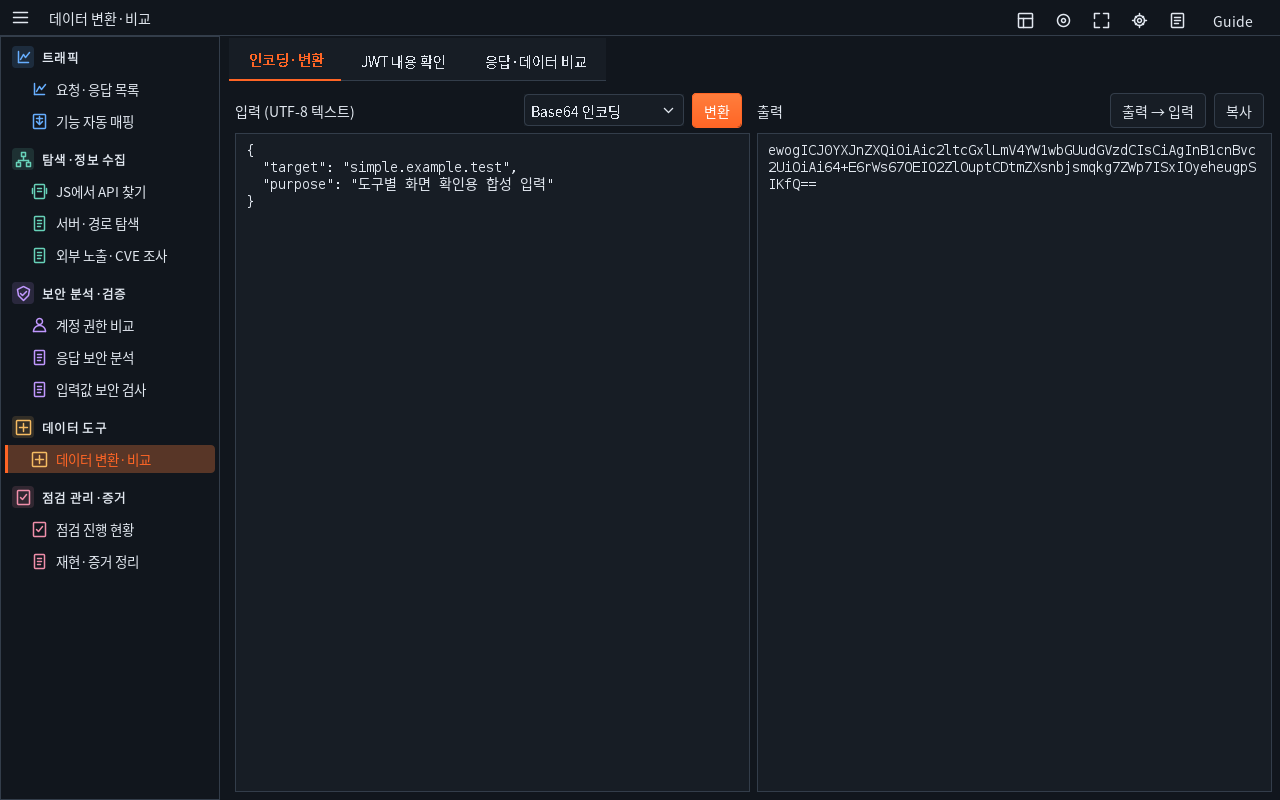 데이터 변환·비교
Guide
트래픽
요청·응답 목록
기능 자동 매핑
탐색·정보 수집
JS에서 API 찾기
서버·경로 탐색
외부 노출·CVE 조사
보안 분석·검증
계정 권한 비교
응답 보안 분석
입력값 보안 검사
데이터 도구
데이터 변환·비교
점검 관리·증거
점검 진행 현황
재현·증거 정리
인코딩·변환
JWT 내용 확인
응답·데이터 비교
입력 (UTF-8 텍스트)
Base64 인코딩
변환
{
  "target": "simple.example.test",
  "purpose": "도구별 화면 확인용 합성 입력"
}
출력
출력 → 입력
복사
ewogICJ0YXJnZXQiOiAic2ltcGxlLmV4YW1wbGUudGVzdCIsCiAgInB1cnBvc
2UiOiAi64+E6rWs67OEIO2ZlOuptCDtmZXsnbjsmqkg7ZWp7ISxIOyeheugpS
IKfQ==